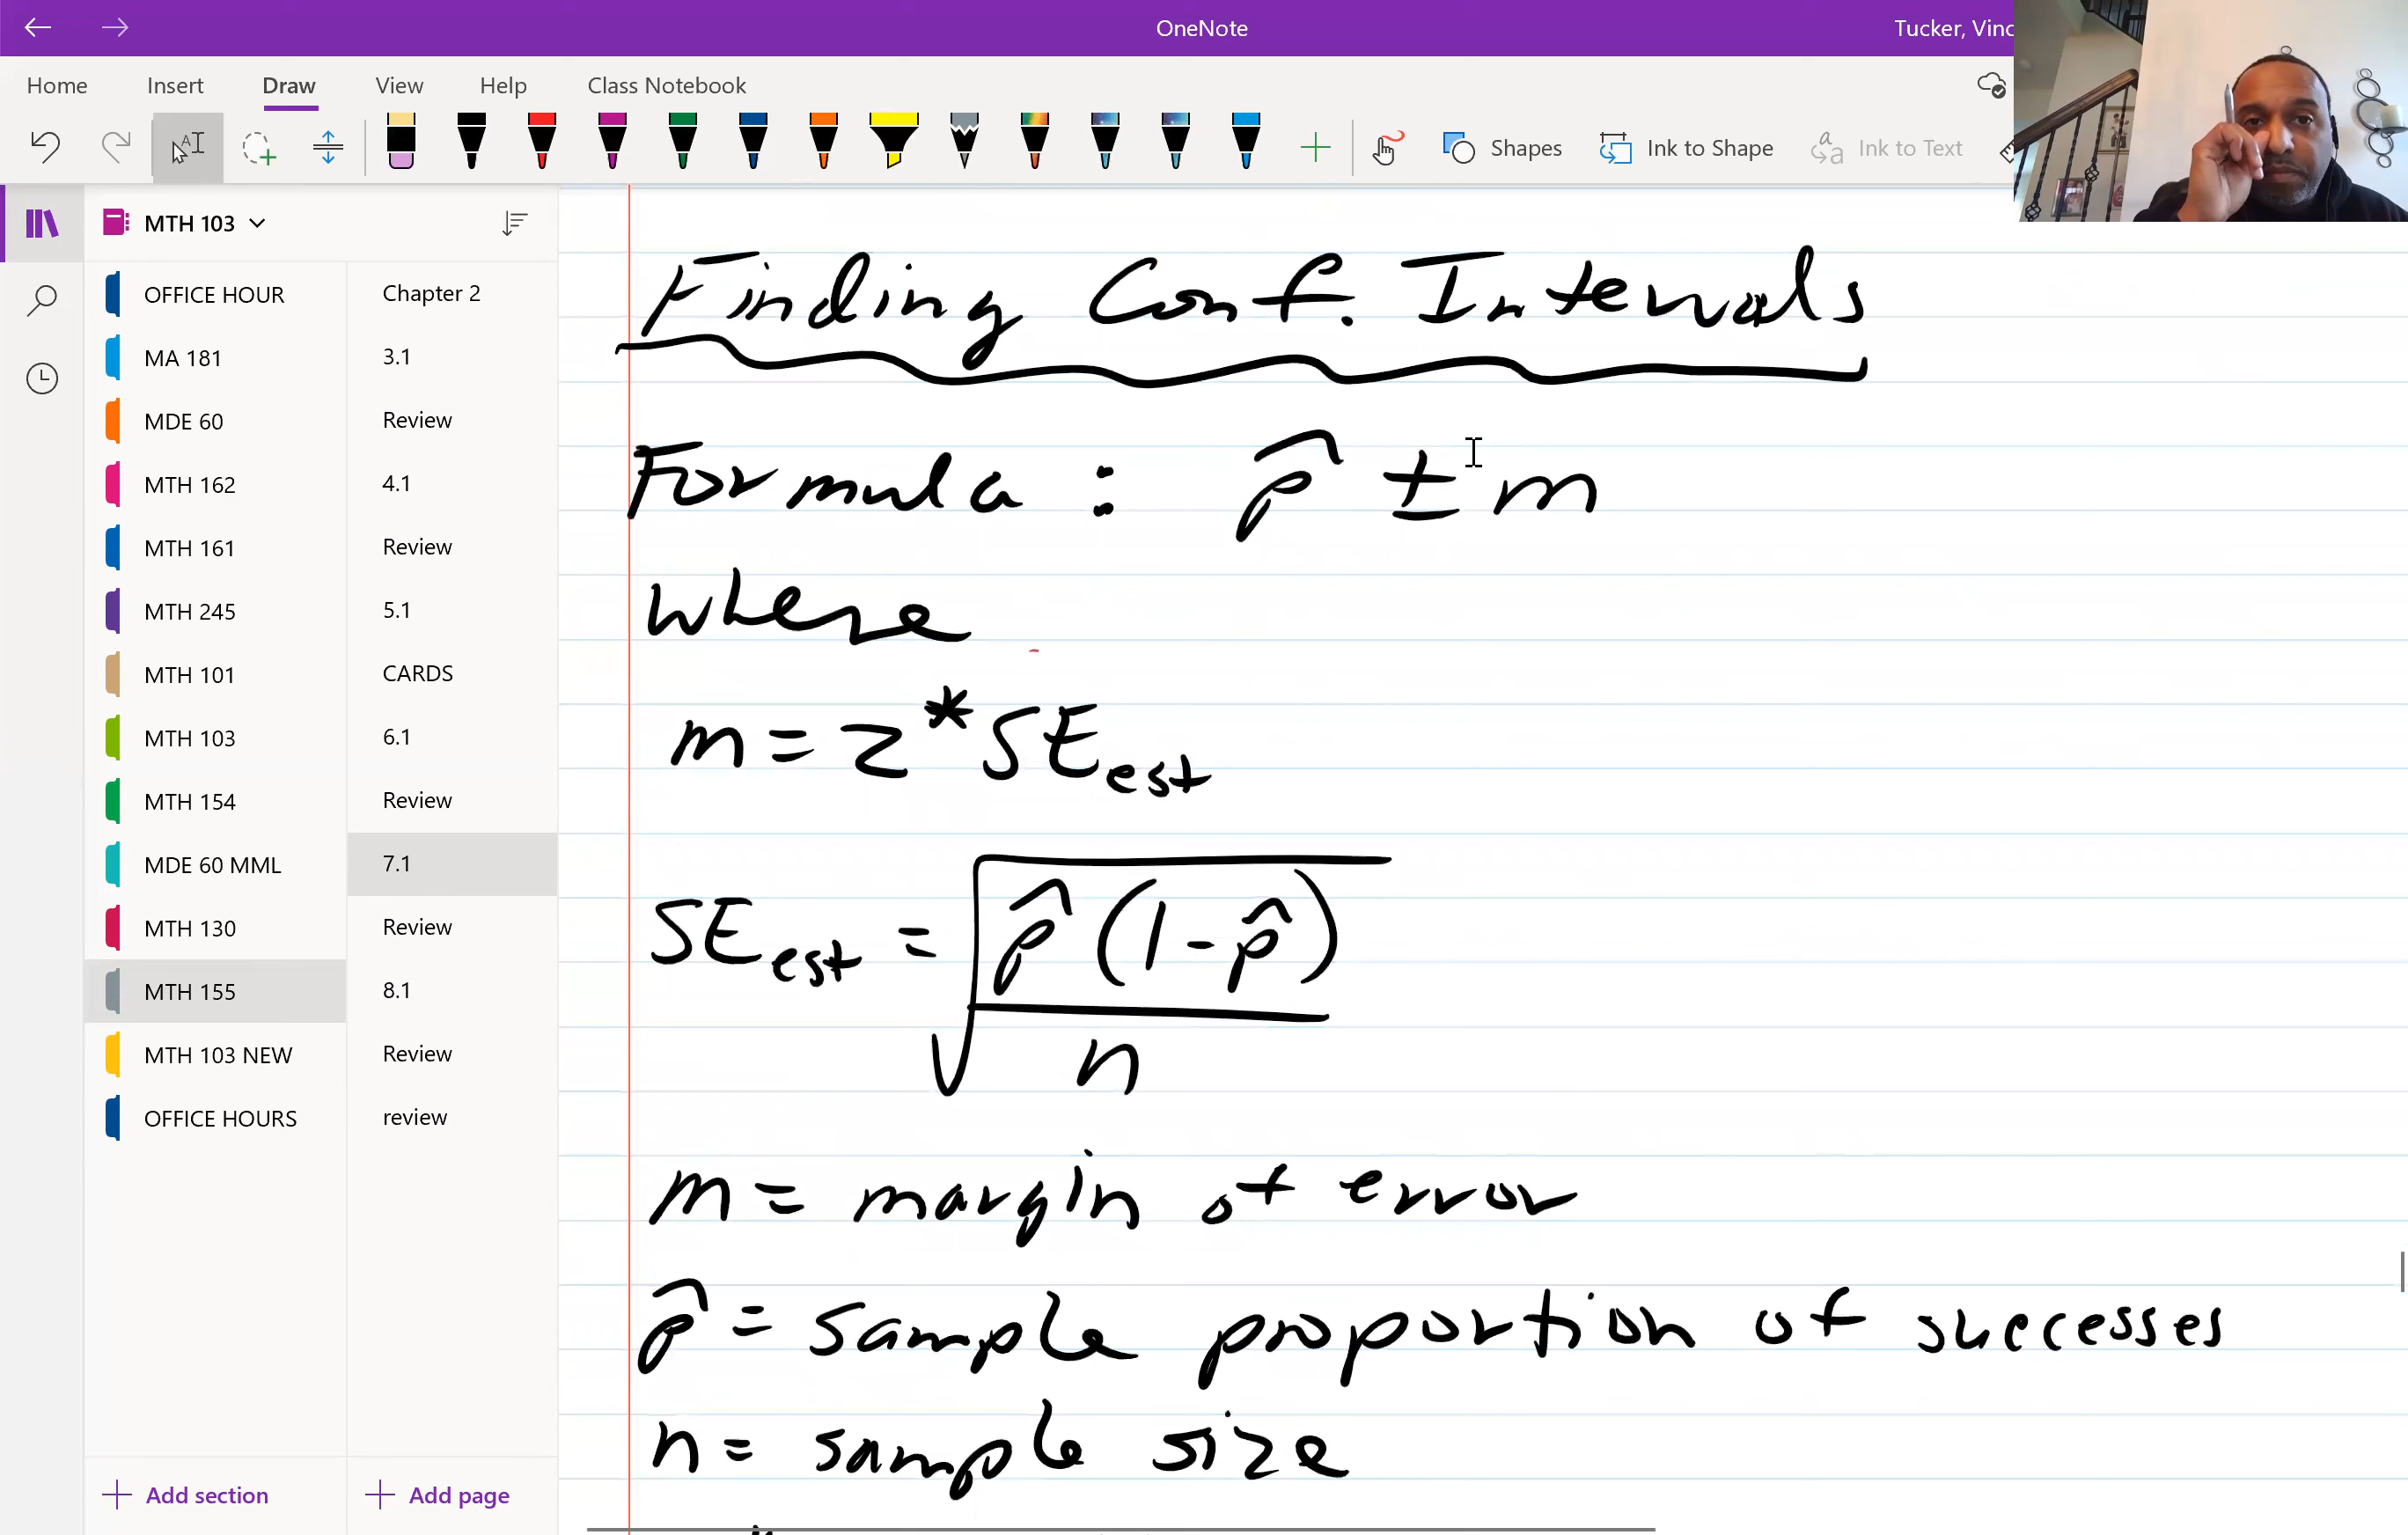 OneNote
Tucker, Vinc
Home Insert Draw View Help Class Notebook
Shapes Ink to Shape Ink to Text
MTH 103
OFFICE HOUR
MA 181
MDE 60
MTH 162
MTH 161
MTH 245
MTH 101
MTH 103
MTH 154
MDE 60 MML
MTH 130
MTH 155
MTH 103 NEW
OFFICE HOURS
Add section
Chapter 2
3.1
Review
4.1
Review
5.1
CARDS
6.1
Review
7.1
Review
8.1
Review
review
Add page
Finding Conf. Intervals
Formula : p̂ ± m
where
m = z* SE_est
SE_est = √(p̂ (1 - p̂) / n)
m = margin of error
p̂ = sample proportion of successes
n = sample size